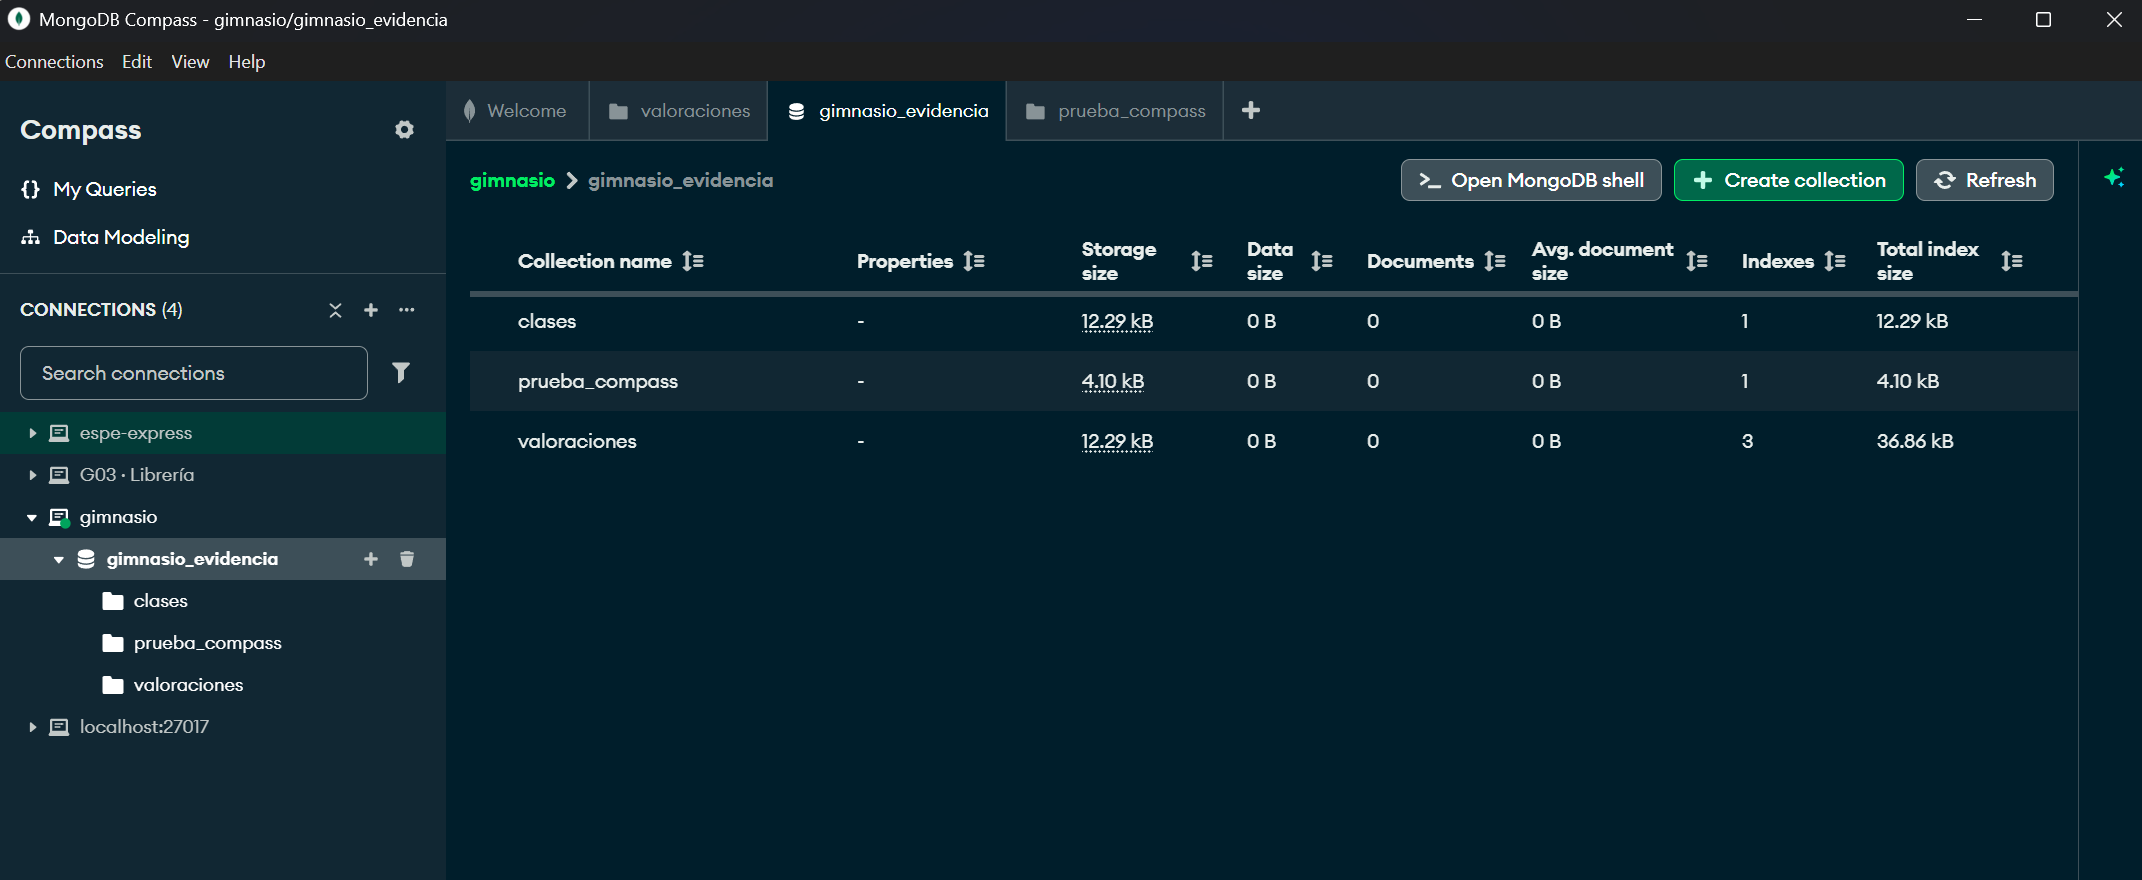 MongoDB Compass - gimnasio/gimnasio_evidencia
Connections Edit View Help
Compass
My Queries
Data Modeling
CONNECTIONS (4)
Search connections
espe-express
G03 · Librería
gimnasio
gimnasio_evidencia
clases
prueba_compass
valoraciones
localhost:27017
Welcome valoraciones gimnasio_evidencia prueba_compass
gimnasio > gimnasio_evidencia
Open MongoDB shell Create collection Refresh
Collection name Properties Storage size Data size Documents Avg. document size Indexes Total index size
clases - 12.29 kB 0 B 0 0 B 1 12.29 kB
prueba_compass - 4.10 kB 0 B 0 0 B 1 4.10 kB
valoraciones - 12.29 kB 0 B 0 0 B 3 36.86 kB